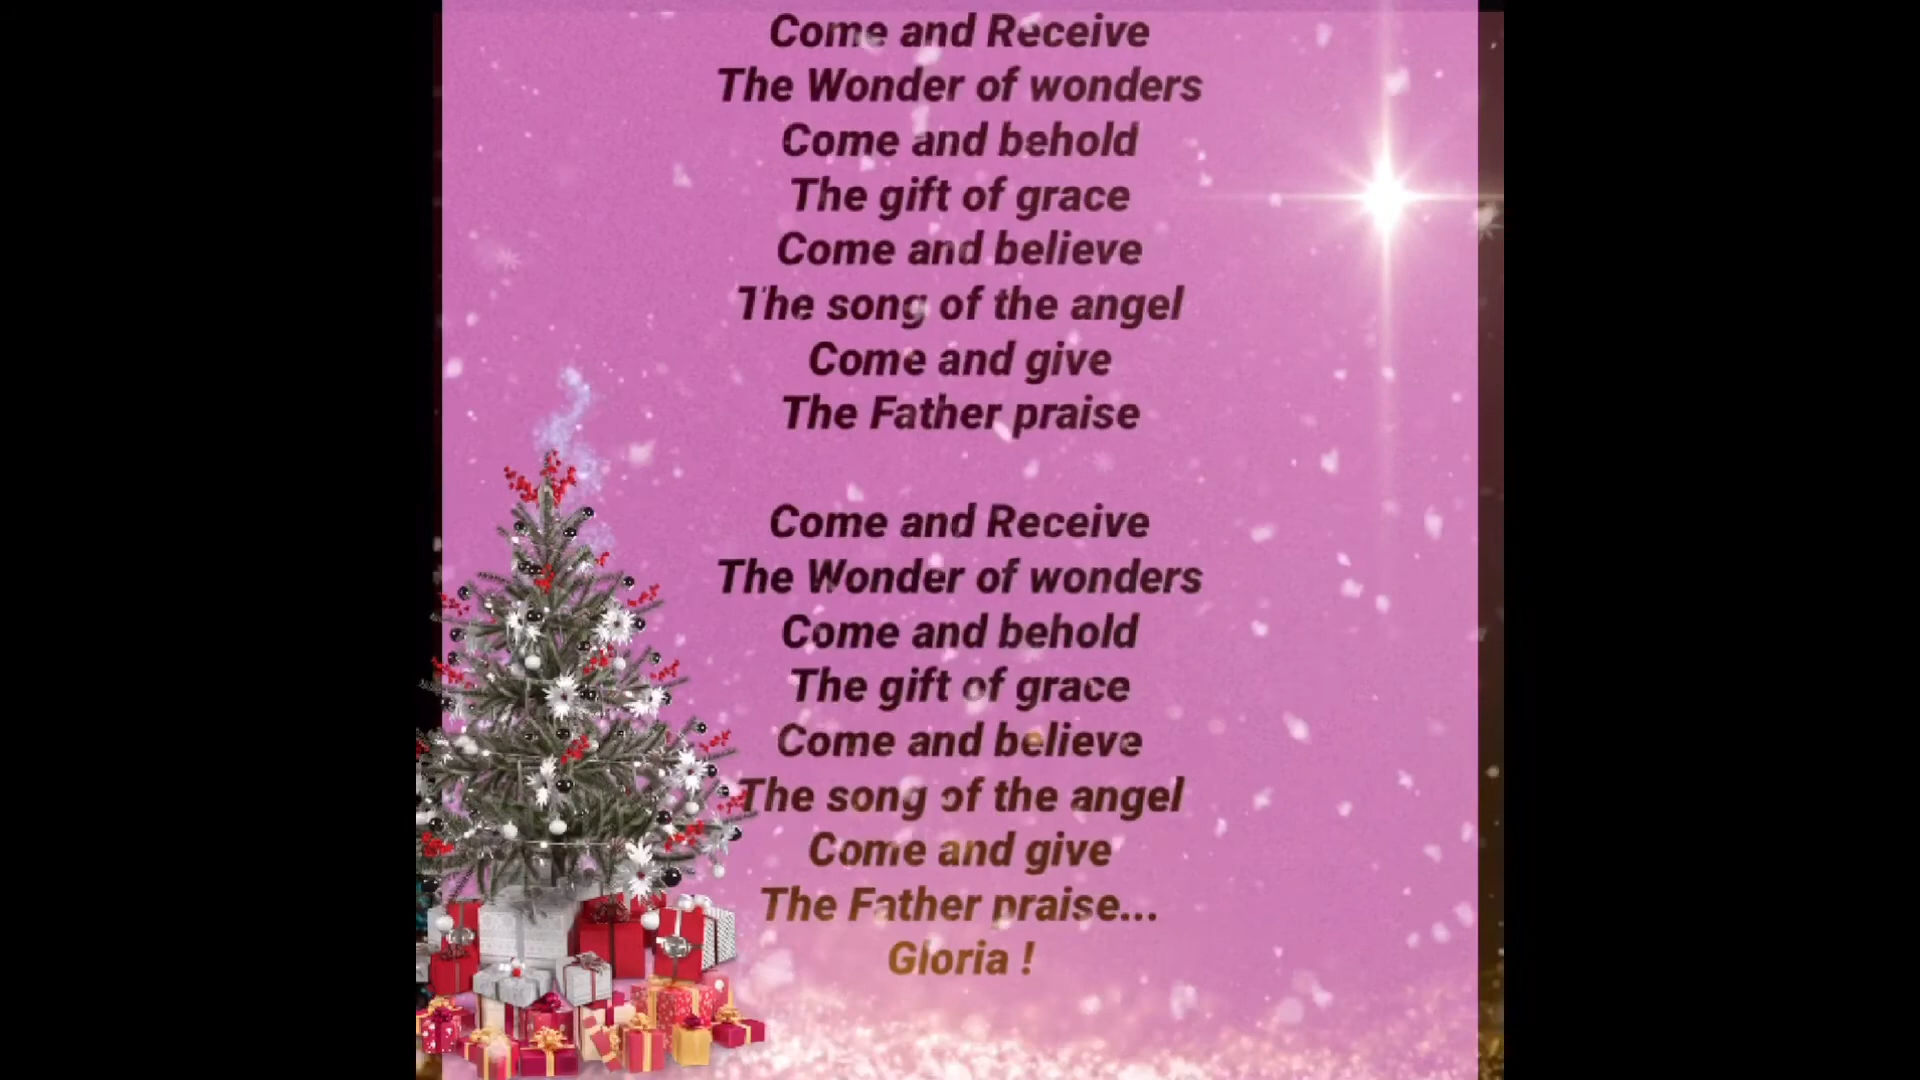 Come and Receive
The Wonder of wonders
Come and behold
The gift of grace
Come and believe
The song of the angel
Come and give
The Father praise
Come and Receive
The Wonder of wonders
Come and behold
The gift of grace
Come and believe
The song of the angel
Come and give
The Father praise...
Gloria !